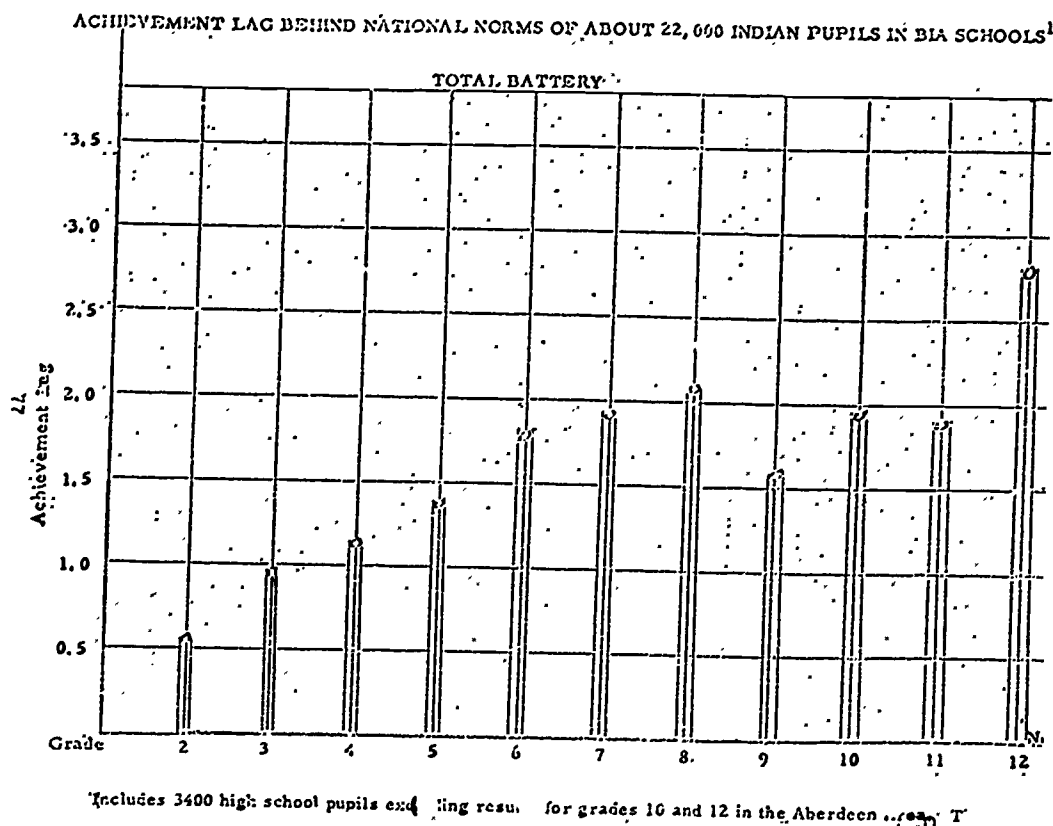 ACHIEVEMENT LAG BEHIND NATIONAL NORMS OF ABOUT 22,000 INDIAN PUPILS IN BIA SCHOOLS1
TOTAL BATTERY
3.5
3.0
2.5
2.0
1.5
1.0
0.5
22
Achievement Lag
Grade 2 3 4 5 6 7 8 9 10 11 12
1Includes 3400 high school pupils for grades 10 and 12 in the Aberdeen